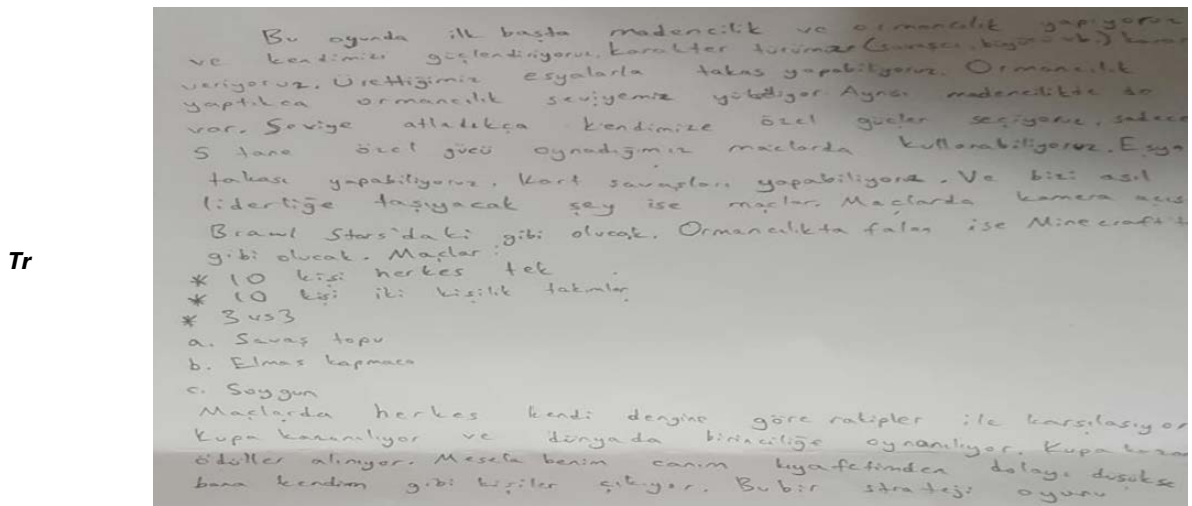 Bu oyunda ilk başta madencilik ve ormancılık yapıyoruz
ve kendimizi güçlendiriyoruz. Karakter türümüze (savaşçı, büyücü vb.) karar
veriyoruz. Ürettiğimiz eşyalarla takas yapabiliyoruz. Ormancılık
yaptıkca ormancılık seviyemiz yükseliyor Aynısı madencilikte de
var. Seviye atladıkça kendimize özel güçler seçiyoruz, sadece
5 tane özel gücü oynadığımız maçlarda kullanabiliyoruz. Eşya
takası yapabiliyoruz. Kart savaşları yapabiliyoruz. Ve bizi asıl
liderliğe taşıyacak şey ise maçlar. Maçlarda kamera açısı
Brawl Stars'daki gibi olucak. Ormancılıkta falan ise Minecraft't
gibi olucak. Maçlar:
Tr
* 10 kişi herkes tek
* 10 kişi iki kişilik takımlar
* 3 vs 3
a. Savaş topu
b. Elmas kapmaca
c. Soygun
Maçlarda herkes kendi dengine göre rakipler ile karşılaşıyor
Kupa kazanılıyor ve dünyada birinciliğe oynanılıyor. Kupa
ödüller alınıyor. Mesela benim canım kıyafetimden dolayı düşükse
bana kendim gibi kişiler çıkıyor. Bu bir strateji oyunu